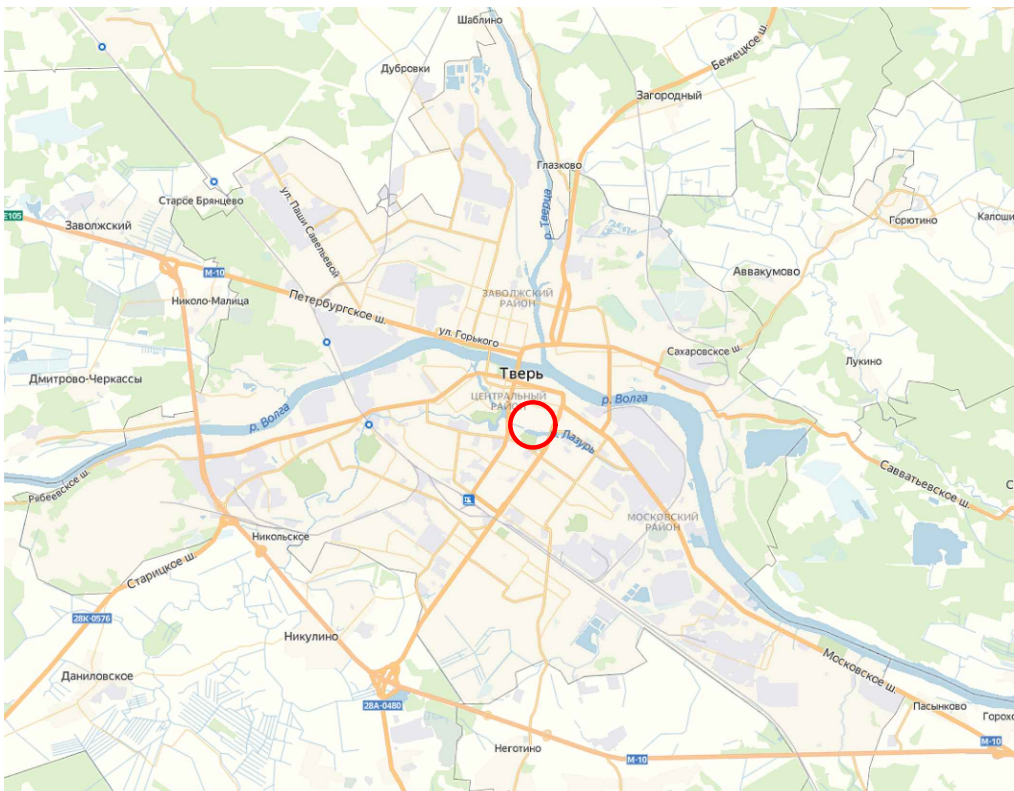 Шаблино
Бежецкое ш.
Дубровки
Загородный
Глазково
Старое Брянцево
ул. Паши Савельевой
р. Тверца
Горютино
Калоши
E105
Заволжский
М-10
Аввакумово
Николо-Малица
Петербургское ш.
ЗАВОЛЖСКИЙ
РАЙОН
ул. Горького
Сахаровское ш.
Лукино
Дмитрово-Черкассы
Тверь
ЦЕНТРАЛЬНЫЙ
РАЙОН
р. Волга
р. Волга
Лазурь
Рябеевское ш.
Савватьевское ш.
С
МОСКОВСКИЙ
РАЙОН
Никольское
Старицкое ш.
28К-0576
Никулино
Даниловское
Московское ш.
28А-0480
Пасынково
Горохо
Неготино
М-10
М-10